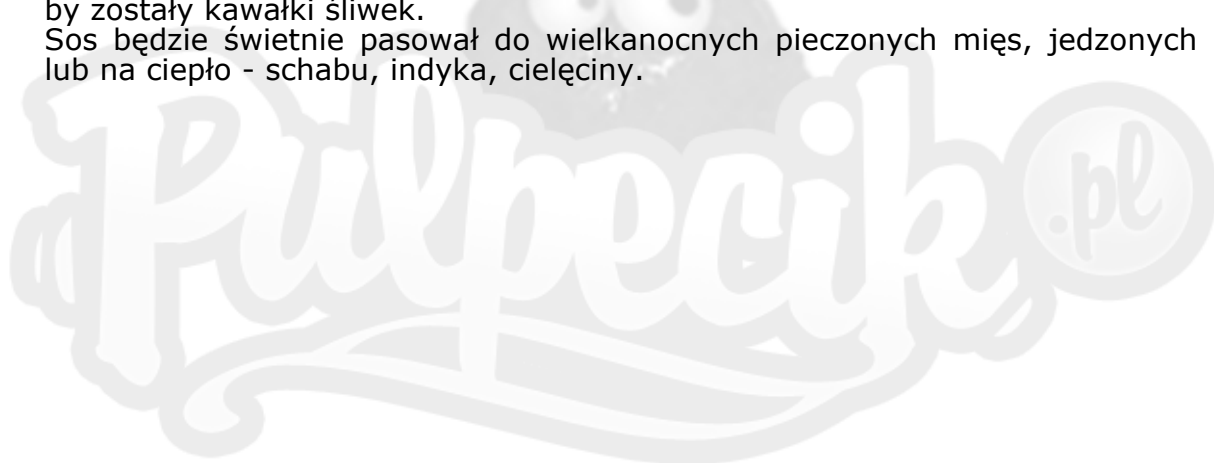 by zostały kawałki śliwek.
Sos będzie świetnie pasował do wielkanocnych pieczonych mięs, jedzonych
lub na ciepło - schabu, indyka, cielęciny.
Pulpecik .pl